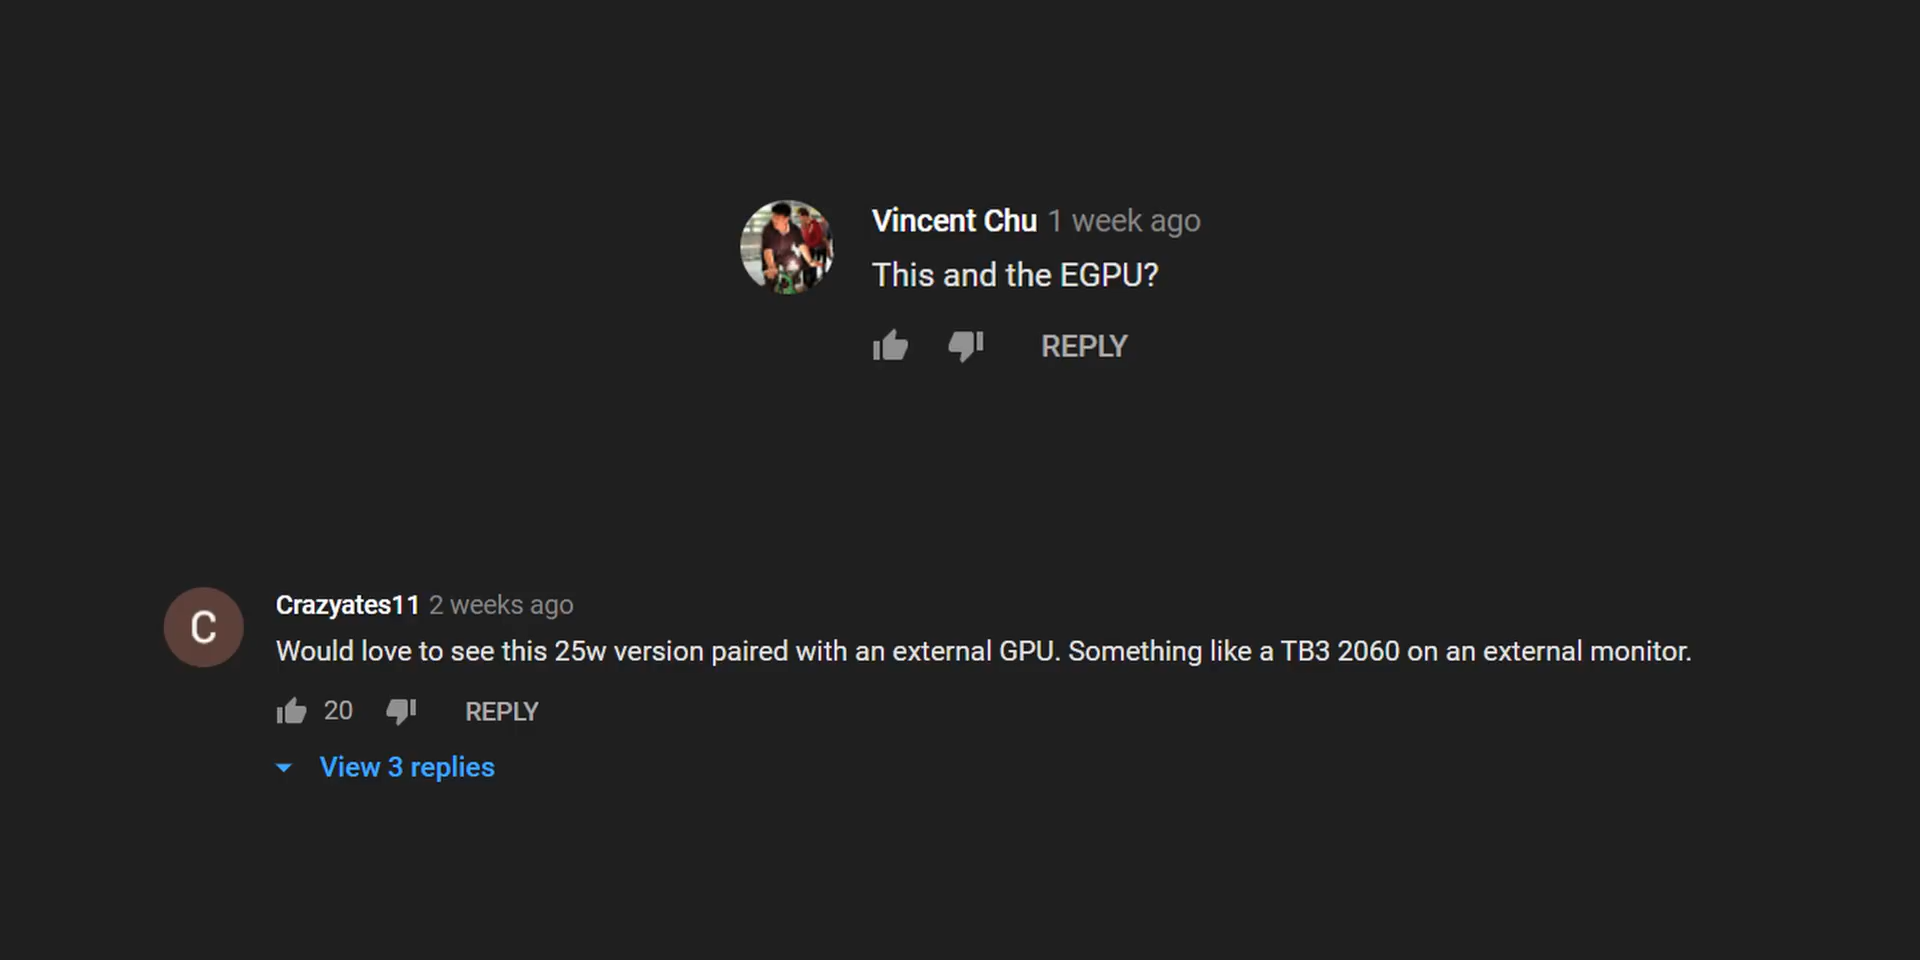 Vincent Chu 1 week ago
This and the EGPU?
REPLY
C
Crazyates11 2 weeks ago
Would love to see this 25w version paired with an external GPU. Something like a TB3 2060 on an external monitor.
20 REPLY
View 3 replies